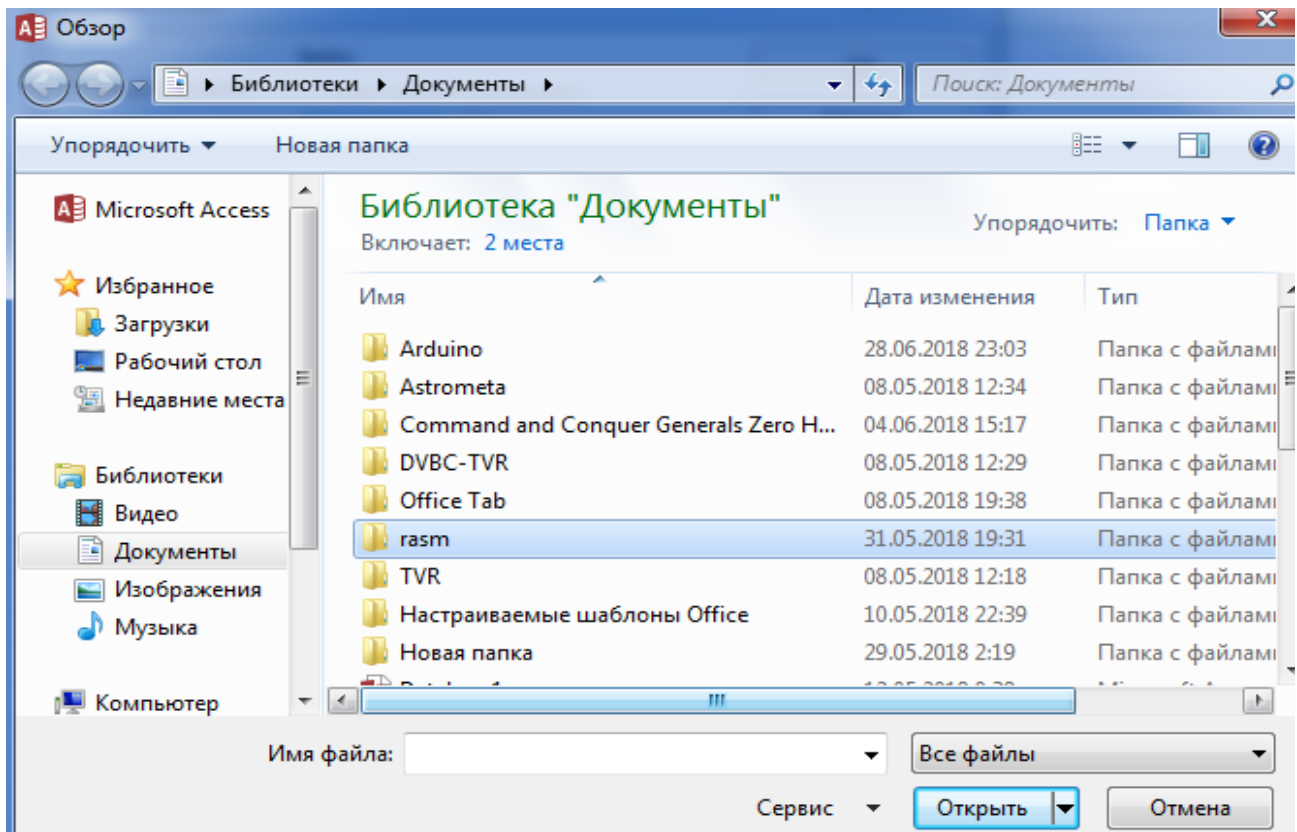 Обзор
Библиотеки Документы
Поиск: Документы
Упорядочить Новая папка
Microsoft Access
Избранное
Загрузки
Рабочий стол
Недавние места
Библиотеки
Видео
Документы
Изображения
Музыка
Компьютер
Библиотека "Документы"
Включает: 2 места
Упорядочить: Папка
Имя Дата изменения Тип
Arduino 28.06.2018 23:03 Папка с файлами
Astrometa 08.05.2018 12:34 Папка с файлами
Command and Conquer Generals Zero H... 04.06.2018 15:17 Папка с файлами
DVBC-TVR 08.05.2018 12:29 Папка с файлами
Office Tab 08.05.2018 19:38 Папка с файлами
rasm 31.05.2018 19:31 Папка с файлами
TVR 08.05.2018 12:18 Папка с файлами
Настраиваемые шаблоны Office 10.05.2018 22:39 Папка с файлами
Новая папка 29.05.2018 2:19 Папка с файлами
Имя файла: Все файлы
Сервис Открыть Отмена